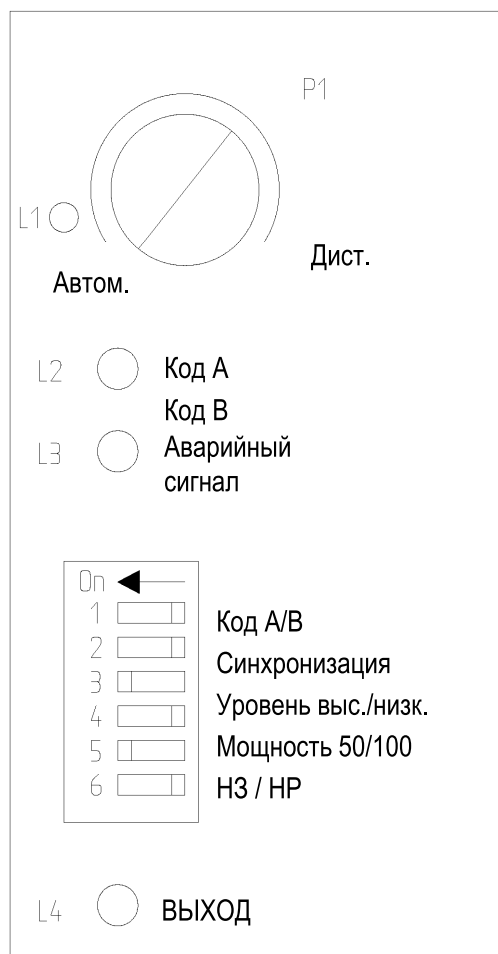 P1
L1
Дист.
Автом.
L2 Код A
Код B
L3 Аварийный
сигнал
On
1 Код A/B
2 Синхронизация
3 Уровень выс./низк.
4 Мощность 50/100
5 НЗ / НР
6
L4 ВЫХОД